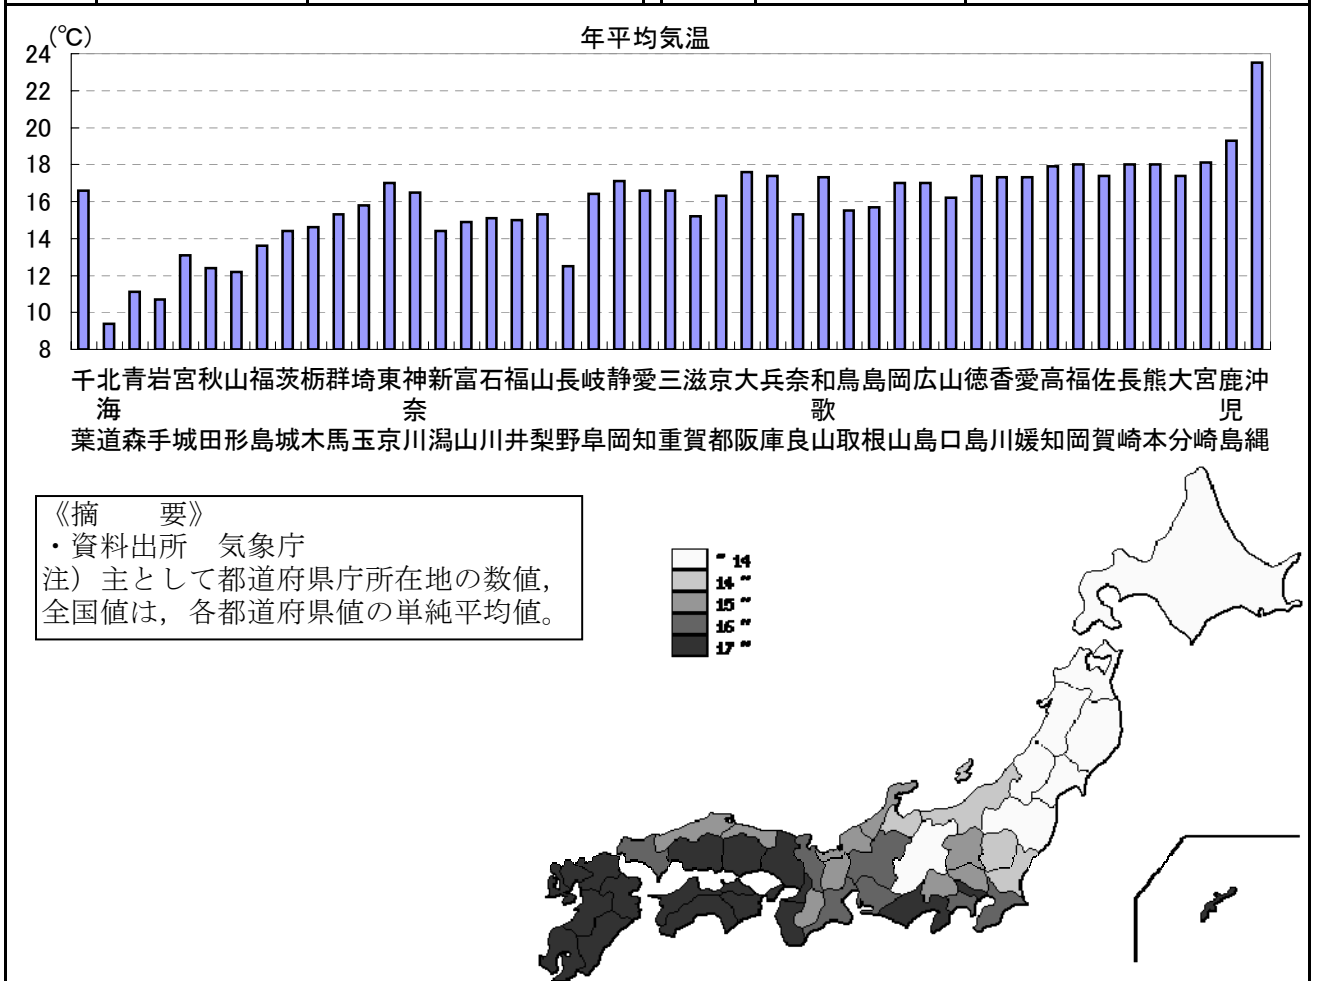 (℃)
年平均気温
24
22
20
18
16
14
12
10
8
千葉 北海道 青森 岩手 宮城 秋田 山形 福島 茨城 栃木 群馬 埼玉 東京 神奈川 新潟 富山 石川 福井 山梨 長野 岐阜 静岡 愛知 三重 滋賀 京都 大阪 兵庫 奈良 和歌山 鳥取 島根 岡山 広島 山口 徳島 香川 愛媛 高知 福岡 佐賀 長崎 熊本 大分 宮崎 鹿児島 沖縄
《摘　　要》
・資料出所　気象庁
注）主として都道府県庁所在地の数値，
全国値は，各都道府県値の単純平均値。
~ 14
14 ~
15 ~
16 ~
17 ~